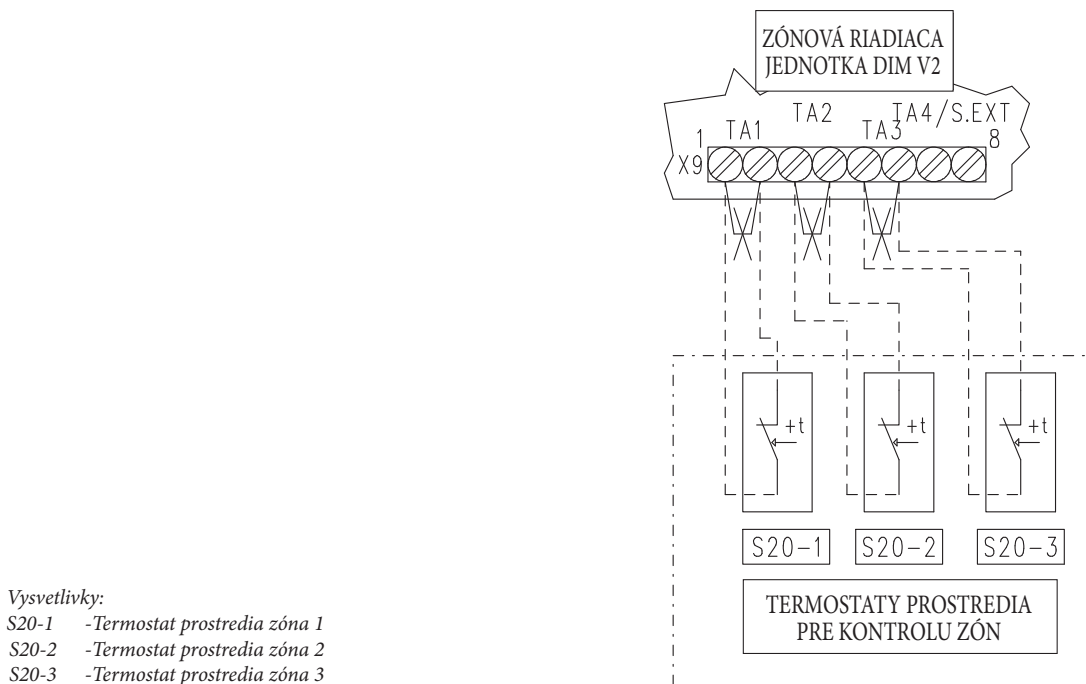 ZÓNOVÁ RIADIACA
JEDNOTKA DIM V2
TA2 TA4/S.EXT
1 TA1 TA3 8
X9
+t +t +t
S20-1 S20-2 S20-3
TERMOSTATY PROSTREDIA
PRE KONTROLU ZÓN
Vysvetlivky:
S20-1 -Termostat prostredia zóna 1
S20-2 -Termostat prostredia zóna 2
S20-3 -Termostat prostredia zóna 3